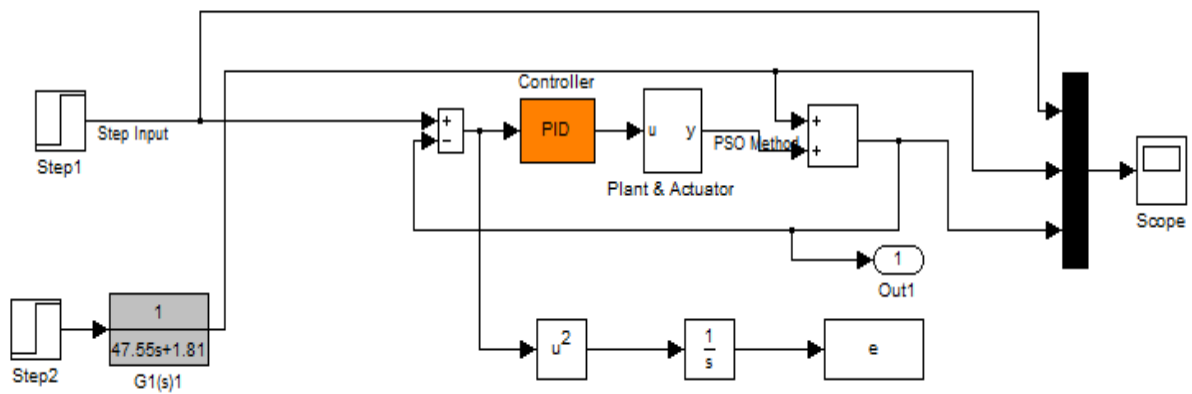 Controller
+
−
PID
u
y
+
+
Step Input
PSO Method
Step1
Plant & Actuator
Scope
1
Out1
1
47.55s+1.81
u2
1
s
e
Step2
G1(s)1